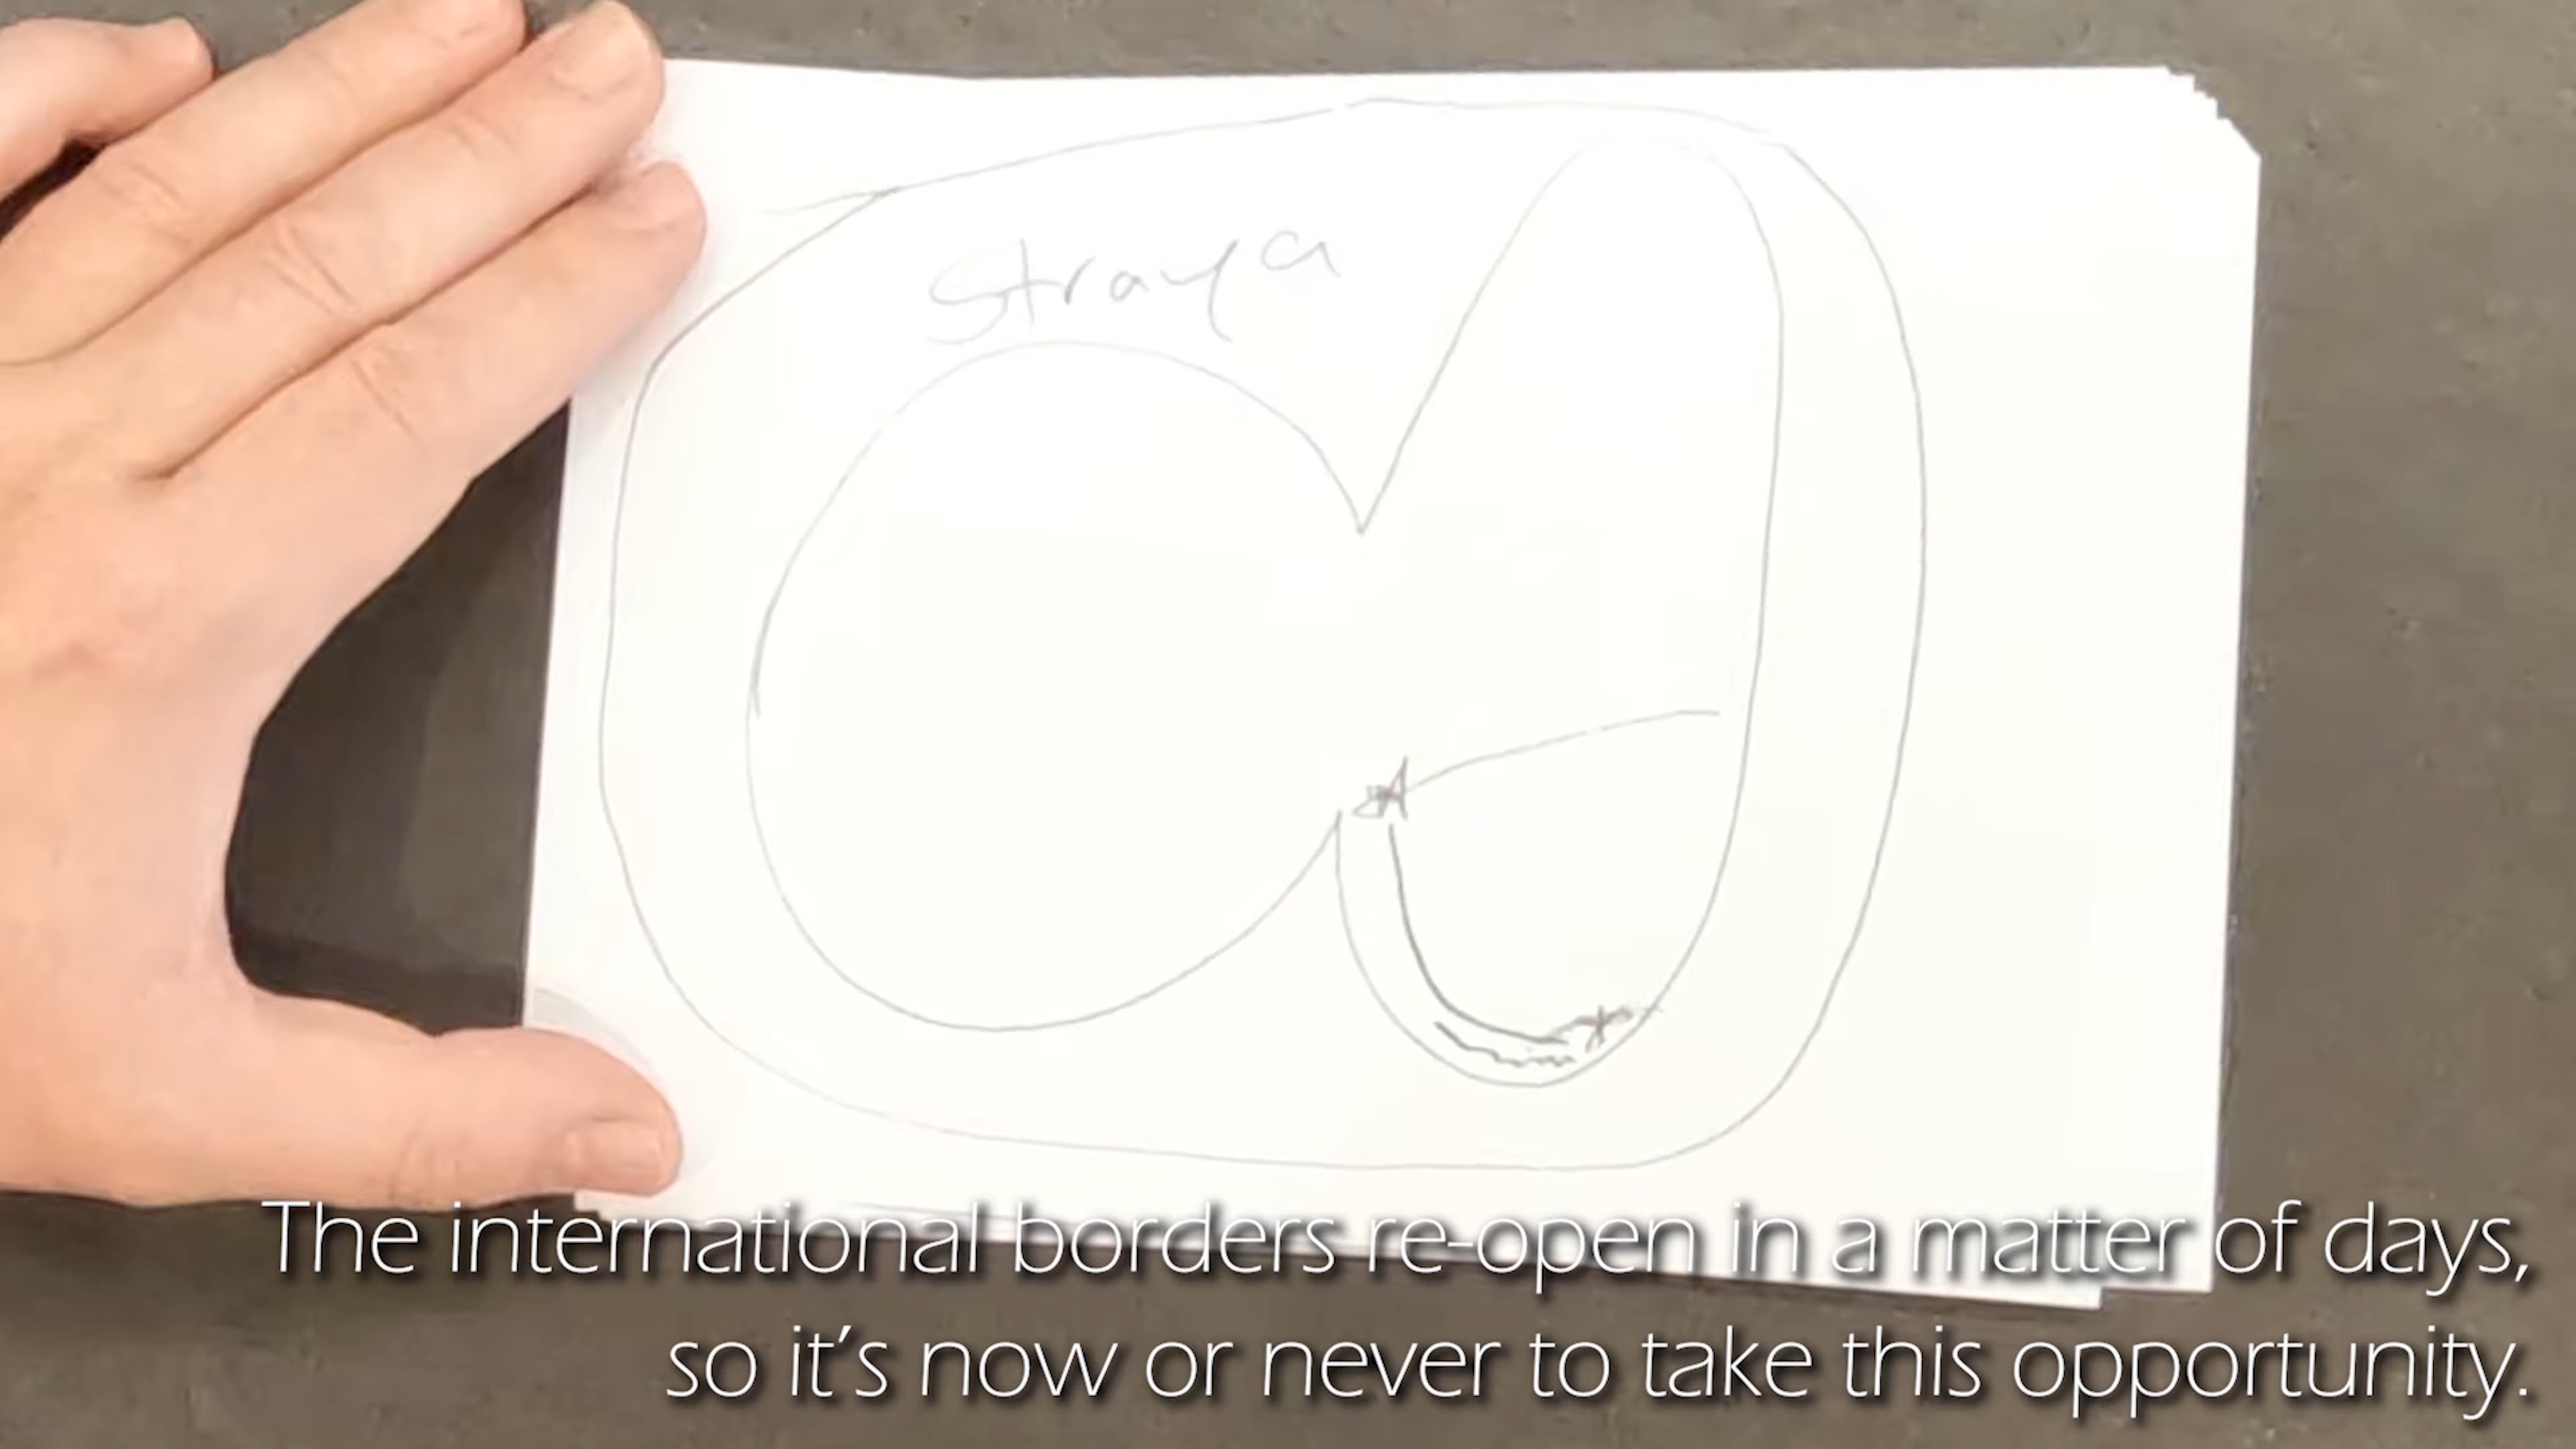 Straya
A
The international borders re-open in a matter of days,
so it's now or never to take this opportunity.